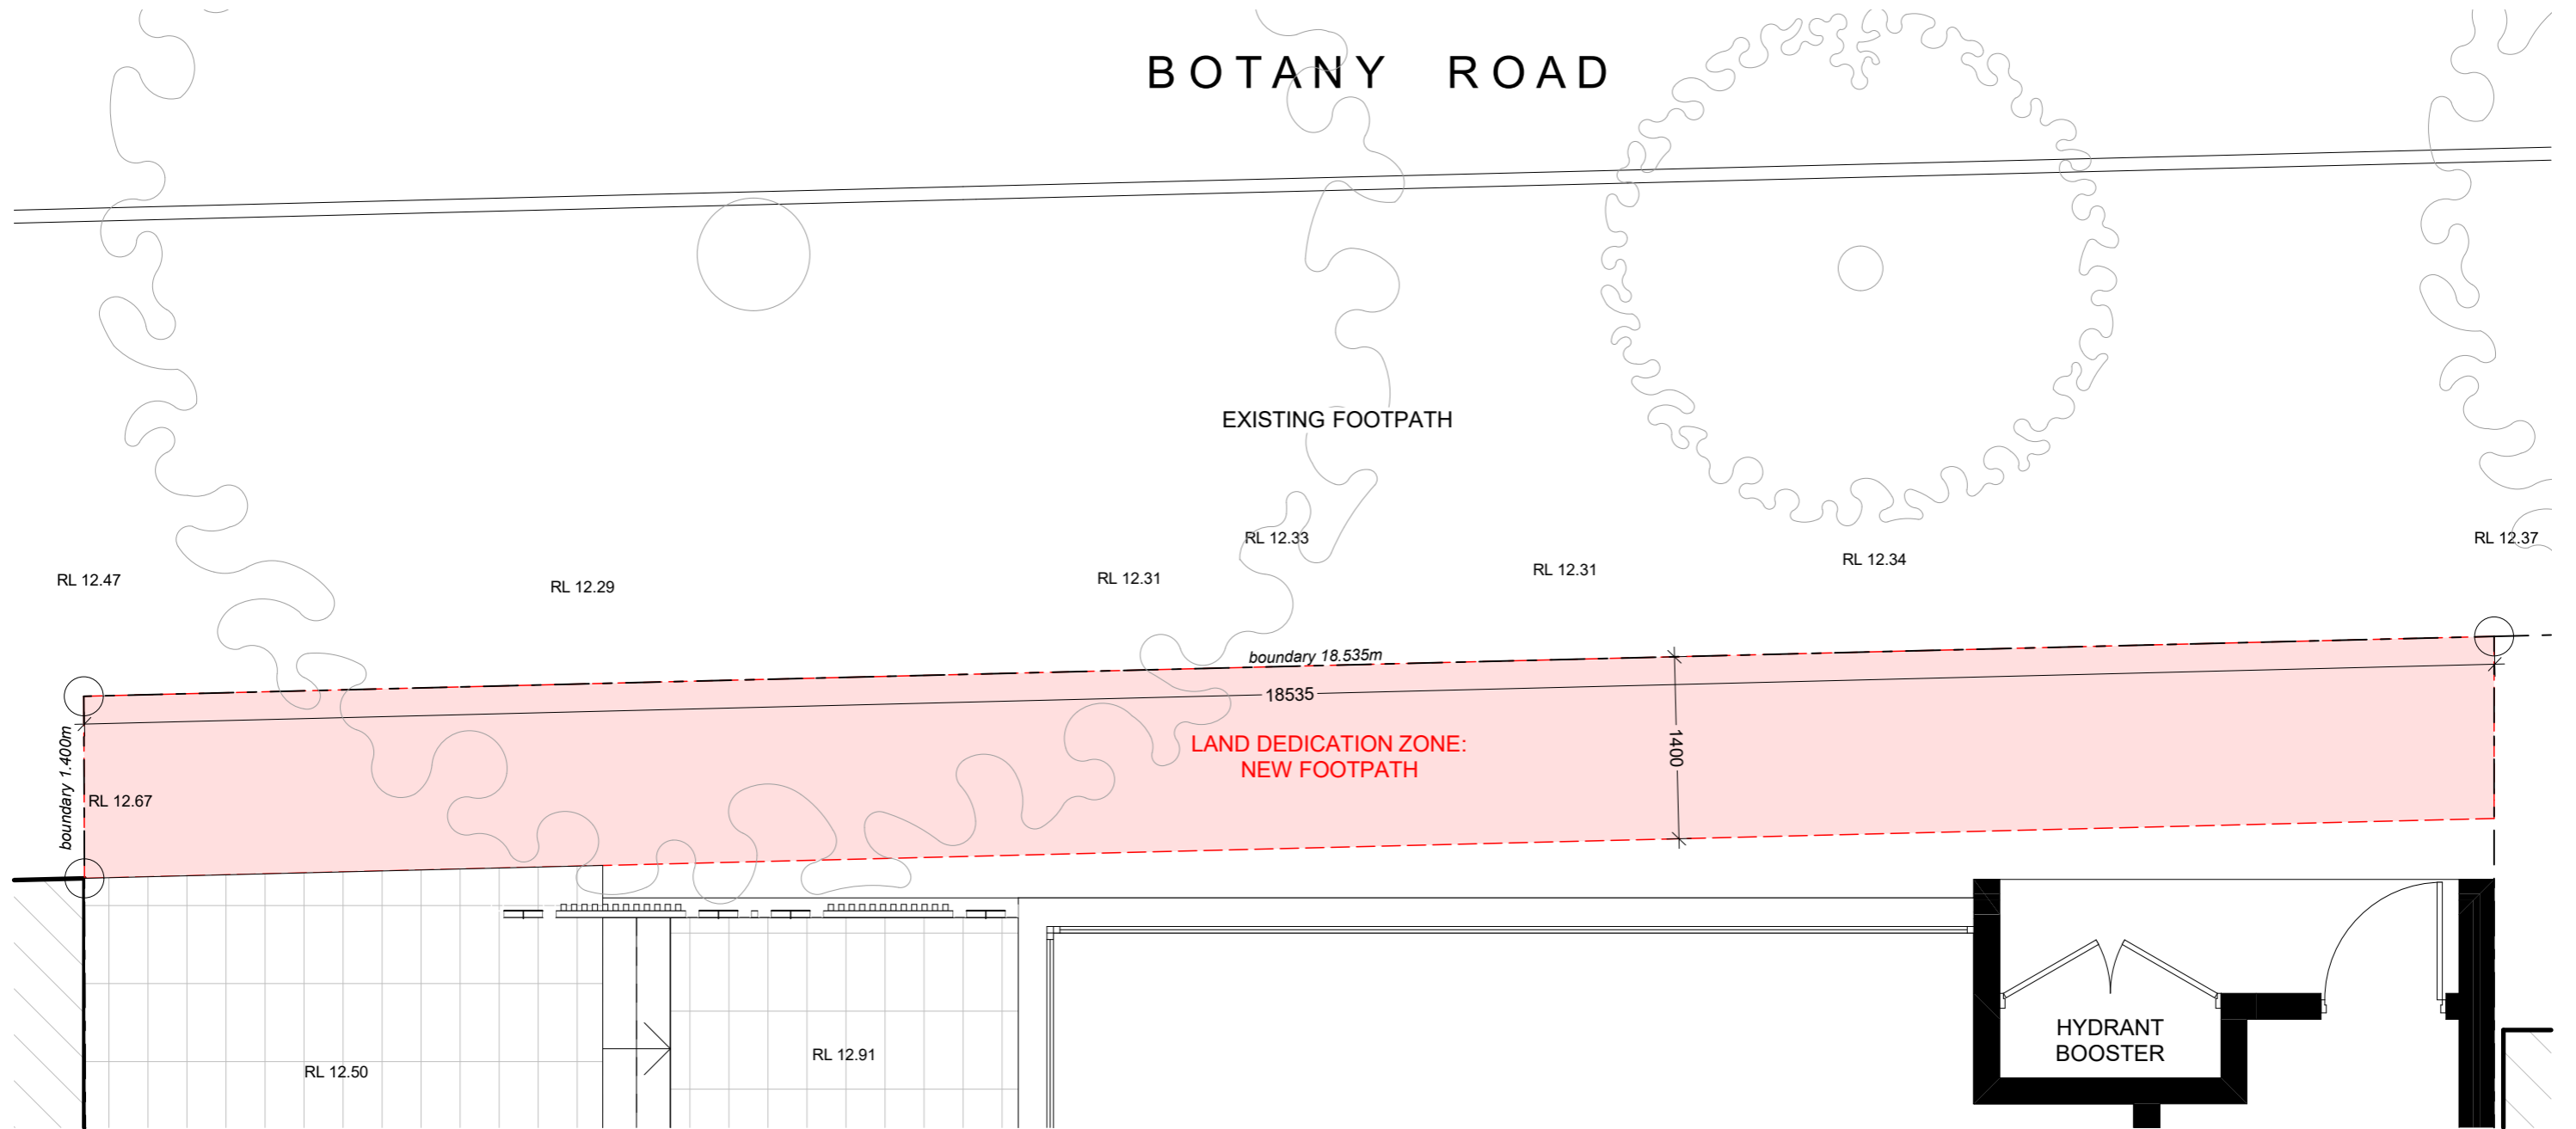 BOTANY ROAD
EXISTING FOOTPATH
RL 12.33
RL 12.37
RL 12.34
RL 12.31
RL 12.31
RL 12.47
RL 12.29
boundary 18.535m
18535
boundary 1.400m
LAND DEDICATION ZONE:
NEW FOOTPATH
1400
RL 12.67
HYDRANT
BOOSTER
RL 12.91
RL 12.50